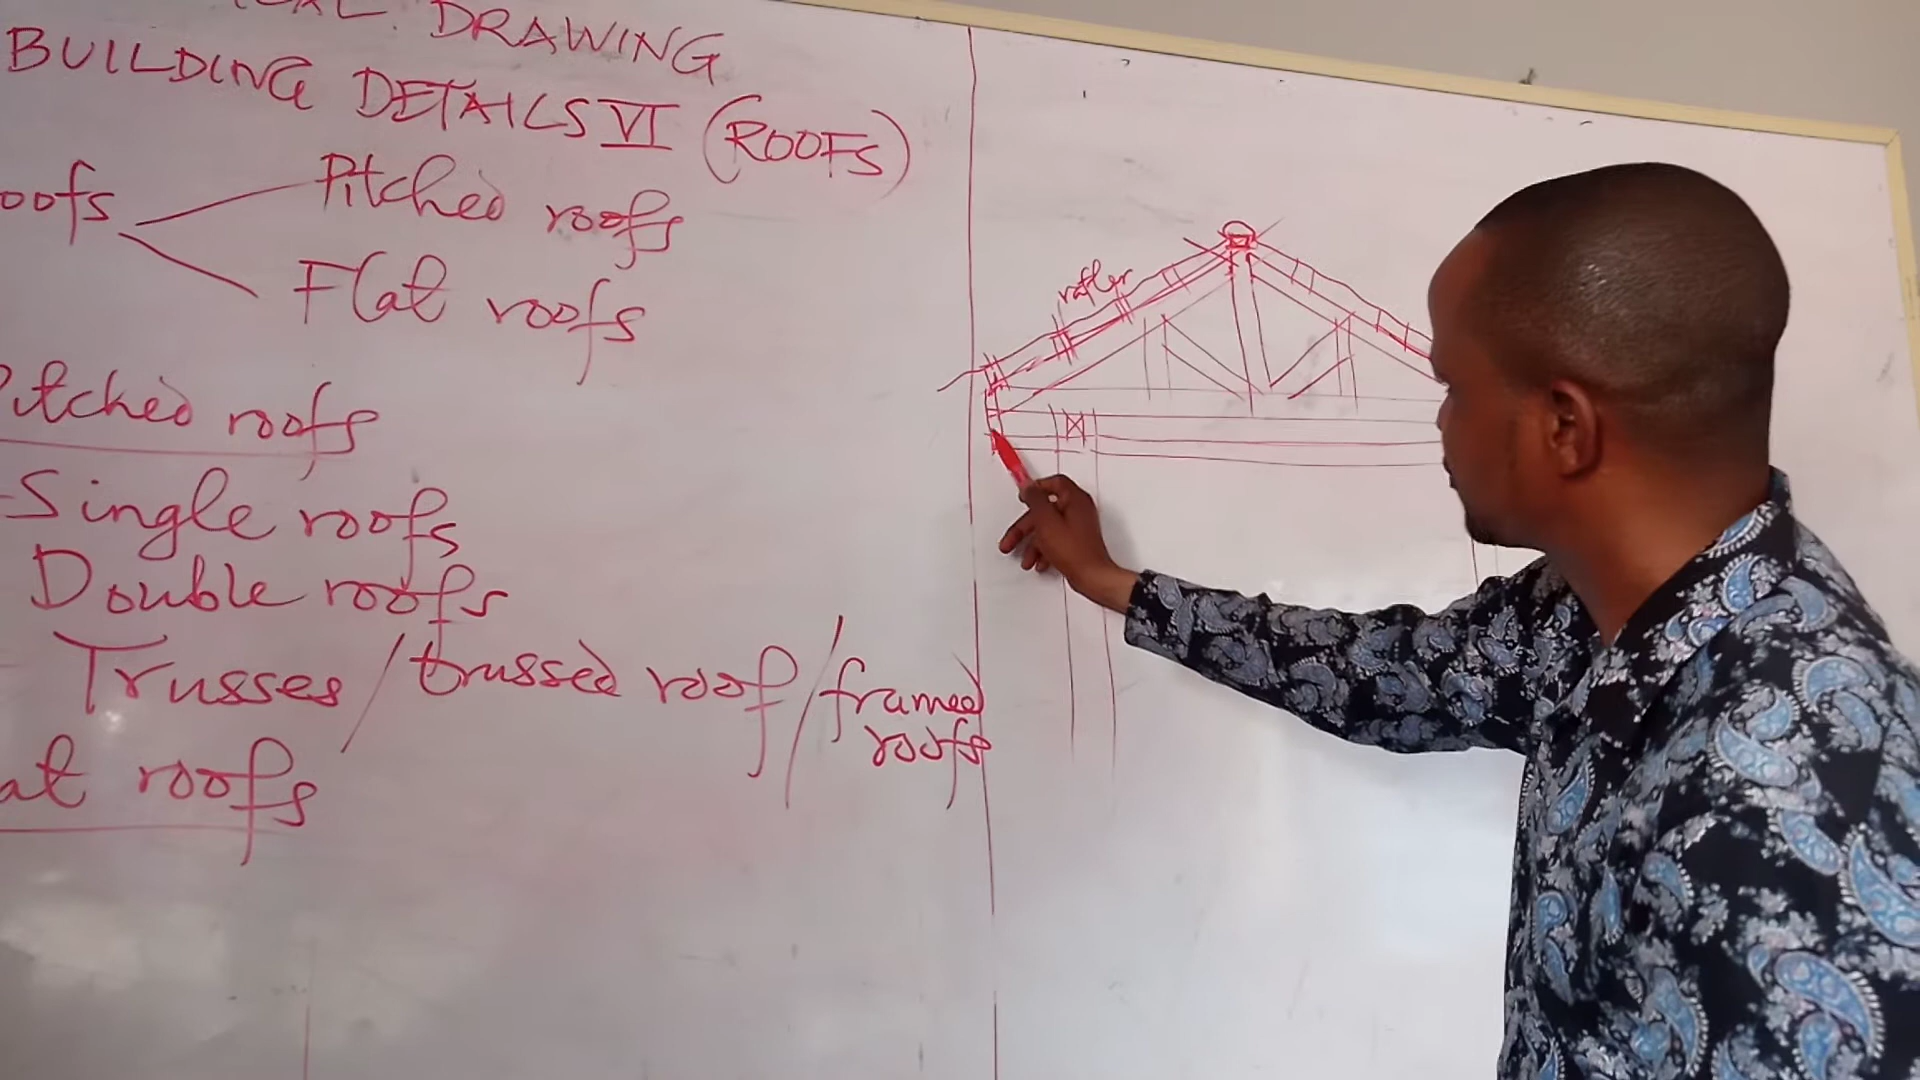 DRAWING
BUILDING DETAILS VI (ROOFS)
oofs
Pitched roofs
Flat roofs
Pitched roofs
-Single roofs
Double roofs
- Trusses/trussed roof/framed
roofs
at roofs
rafter